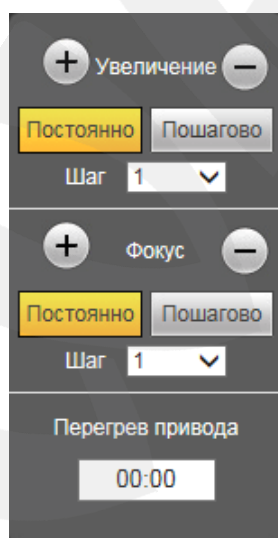 + Увеличение −
Постоянно Пошагово
Шаг 1
+ Фокус −
Постоянно Пошагово
Шаг 1
Перегрев привода
00:00